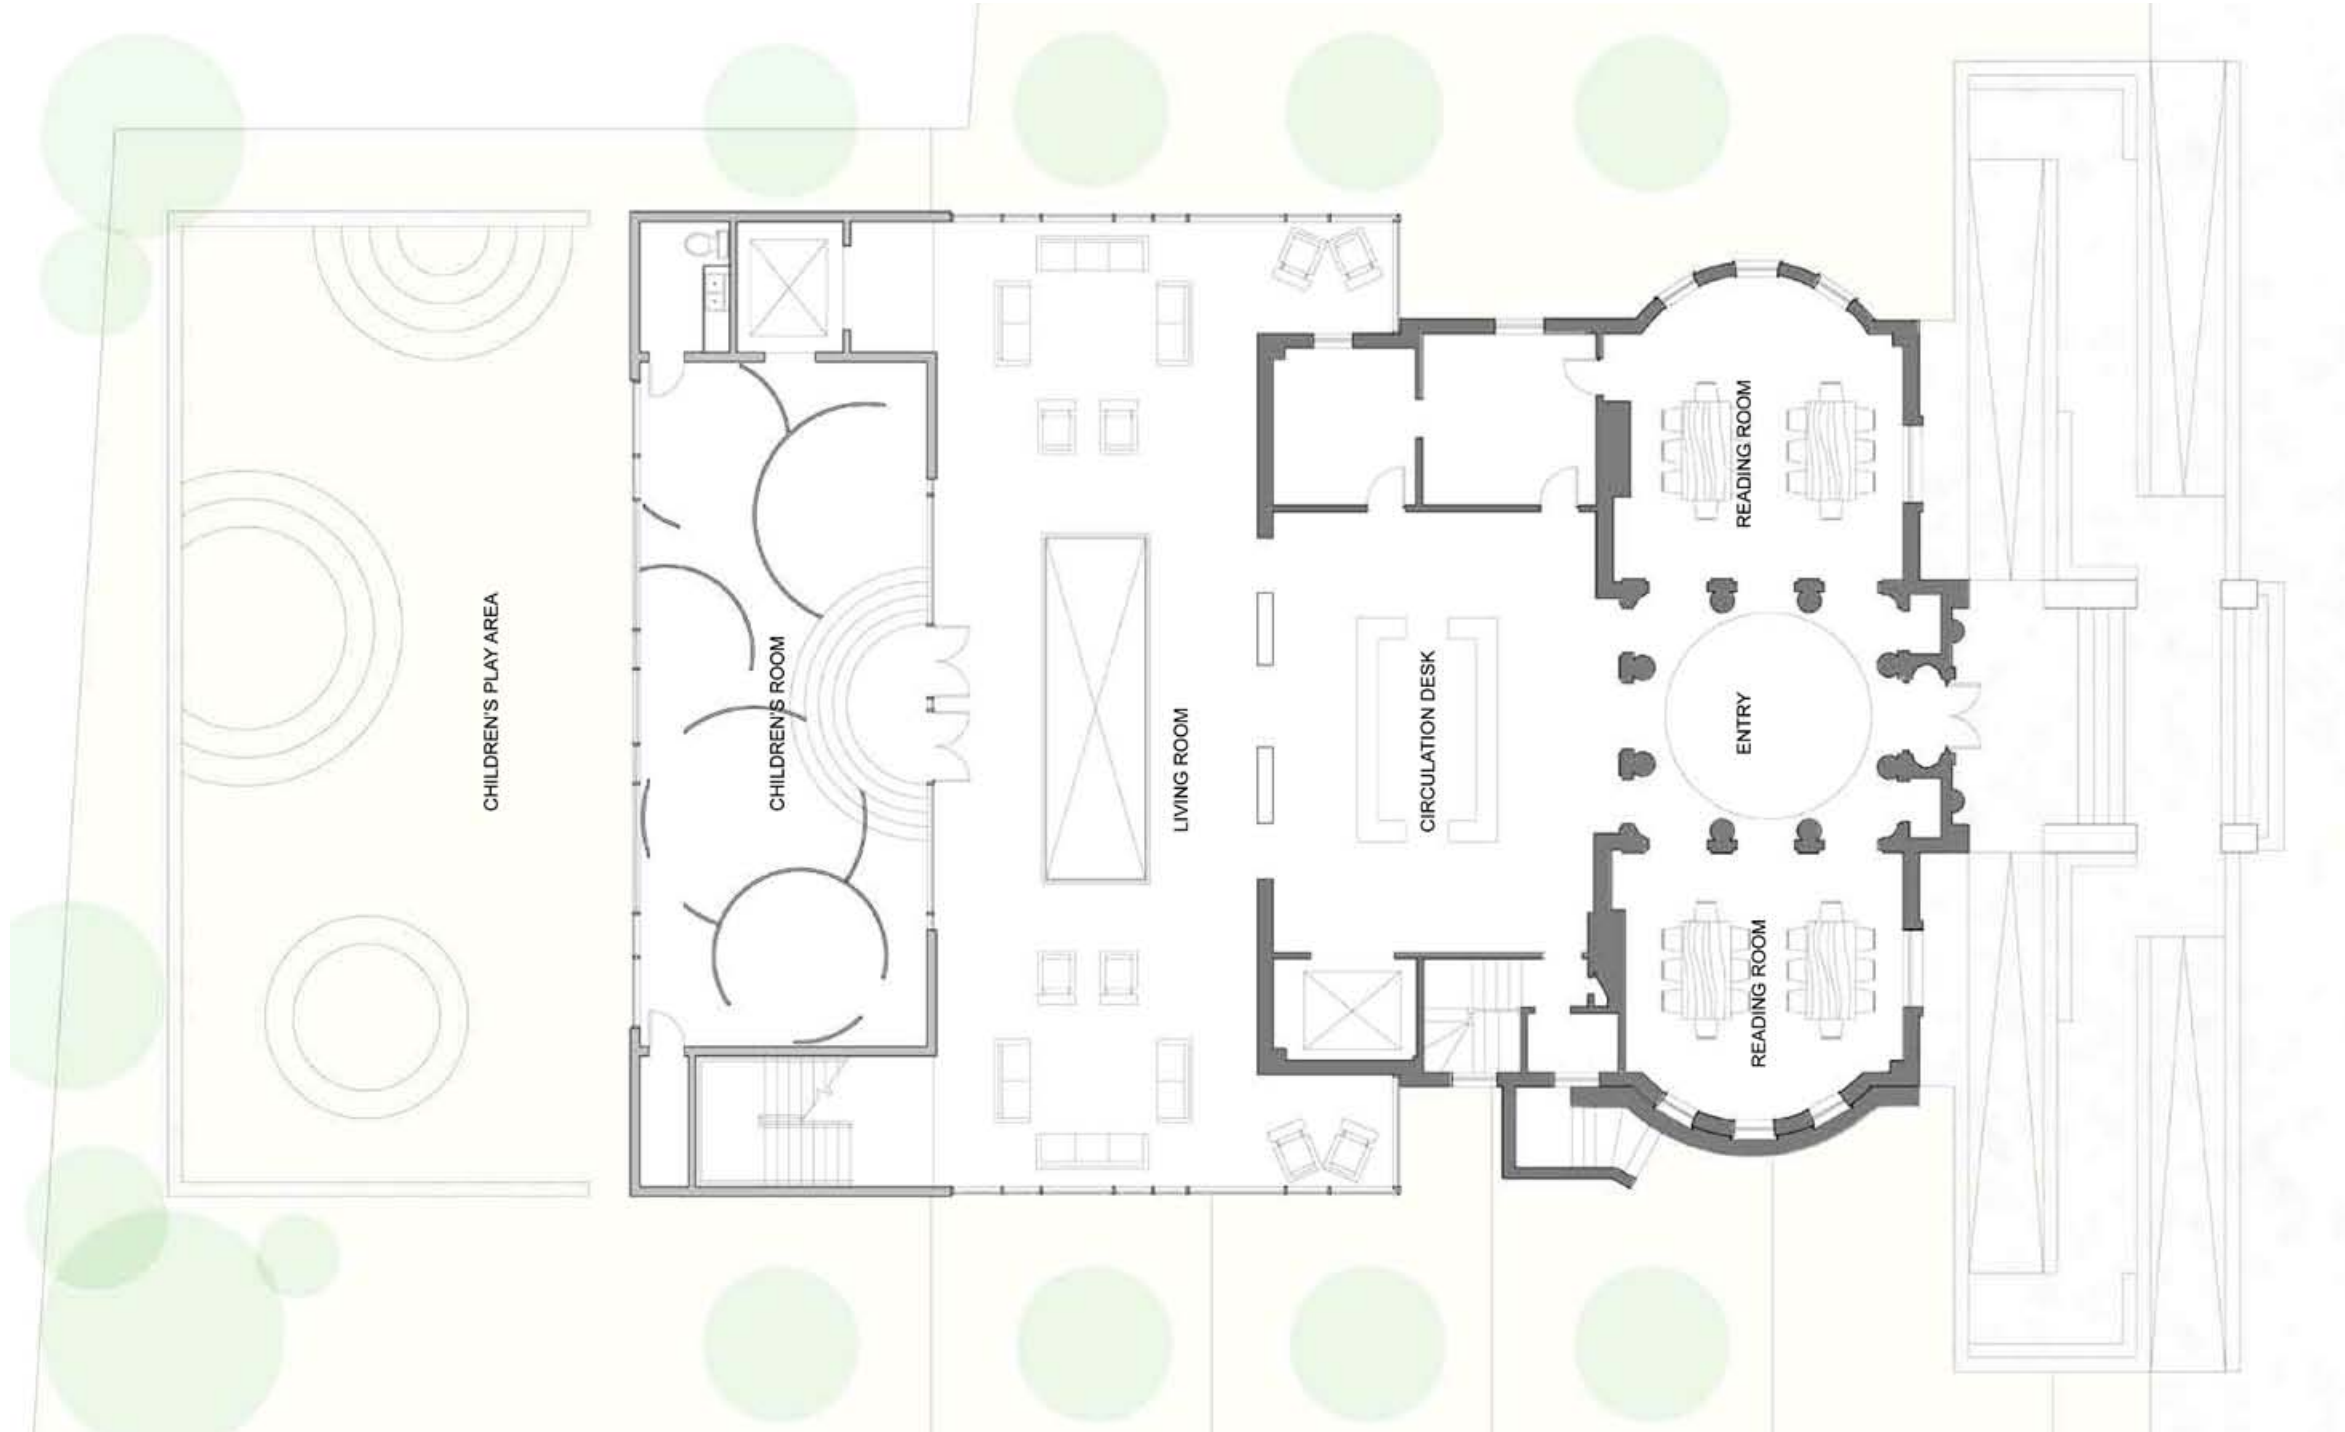 CHILDREN'S PLAY AREA
CHILDREN'S ROOM
LIVING ROOM
CIRCULATION DESK
READING ROOM
ENTRY
READING ROOM